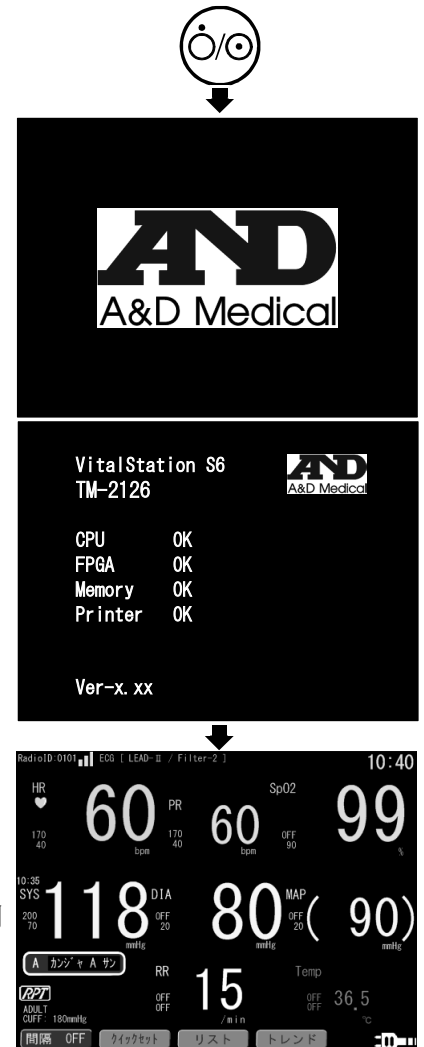 AND
A&D Medical
VitalStation S6
TM-2126
AND
A&D Medical
CPU OK
FPGA OK
Memory OK
Printer OK
Ver-x.xx
RadioID:0101 ECG [ LEAD-Ⅱ / Filter-2 ] 10:40
HR 60 bpm 170 40
PR 60 bpm 170 40
SpO2 99 % OFF 90
10:35
SYS 118 mmHg 200 70
DIA 80 mmHg OFF 20
MAP ( 90) mmHg OFF 20
A ｶﾝｼﾞｬ A ｻﾝ
RPT
ADULT
CUFF: 180mmHg
RR 15 /min OFF OFF
Temp 36.5 ℃ OFF OFF
間隔 OFF ｸｲｯｸｾｯﾄ リスト トレンド